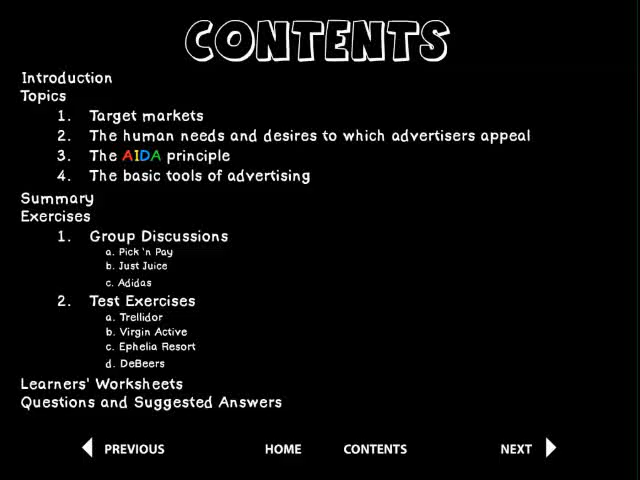 CONTENTS
Introduction
Topics
1. Target markets
2. The human needs and desires to which advertisers appeal
3. The AIDA principle
4. The basic tools of advertising
Summary
Exercises
1. Group Discussions
a. Pick 'n Pay
b. Just Juice
c. Adidas
2. Test Exercises
a. Trellidor
b. Virgin Active
c. Ephelia Resort
d. DeBeers
Learners' Worksheets
Questions and Suggested Answers
PREVIOUS HOME CONTENTS NEXT